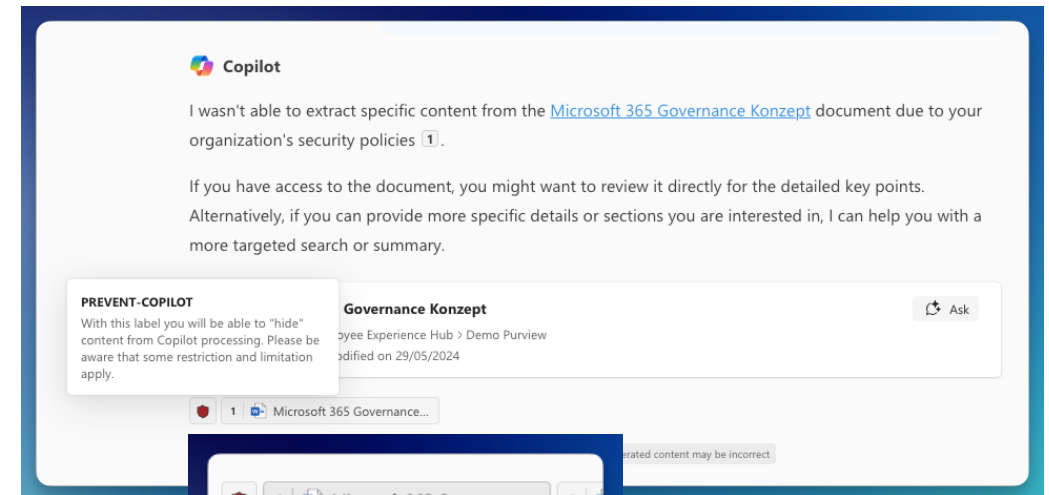 Copilot
I wasn't able to extract specific content from the Microsoft 365 Governance Konzept document due to your
organization's security policies 1 .
If you have access to the document, you might want to review it directly for the detailed key points.
Alternatively, if you can provide more specific details or sections you are interested in, I can help you with a
more targeted search or summary.
PREVENT-COPILOT
With this label you will be able to "hide"
content from Copilot processing. Please be
aware that some restriction and limitation
apply.
Governance Konzept
Ask
oyee Experience Hub > Demo Purview
odified on 29/05/2024
1 Microsoft 365 Governance...
erated content may be incorrect